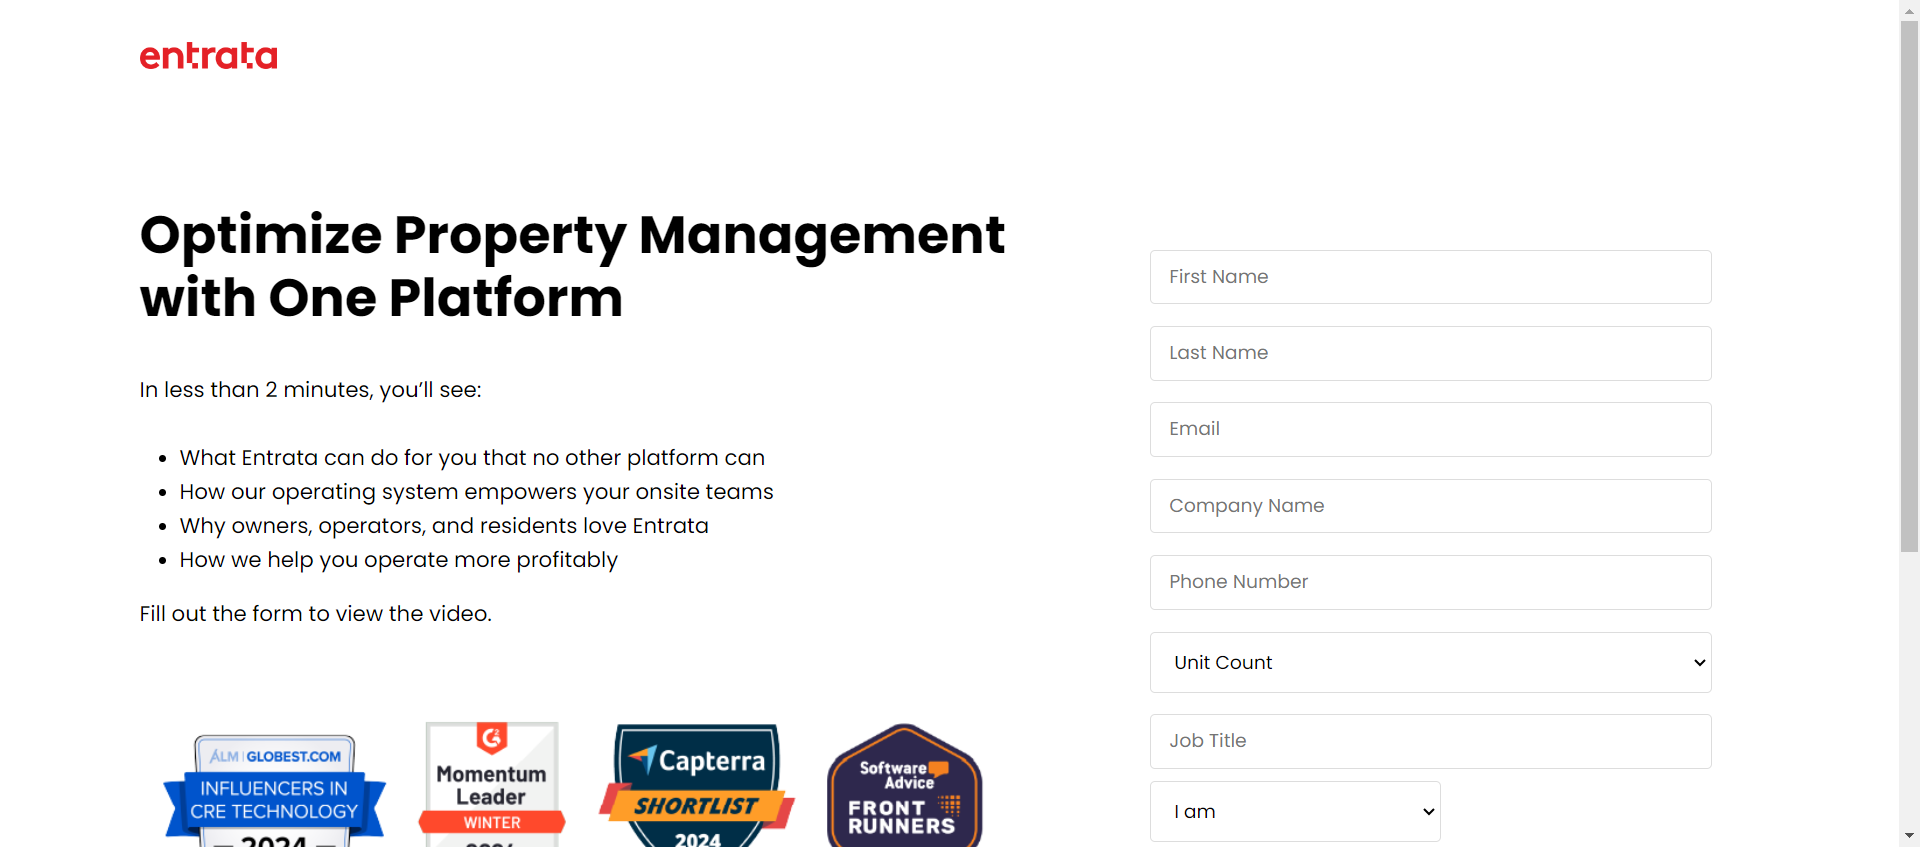 entrata
Optimize Property Management
with One Platform
In less than 2 minutes, you’ll see:
What Entrata can do for you that no other platform can
How our operating system empowers your onsite teams
Why owners, operators, and residents love Entrata
How we help you operate more profitably
Fill out the form to view the video.
ALM | GLOBEST.COM
INFLUENCERS IN
CRE TECHNOLOGY
2024
Momentum
Leader
WINTER
2024
Capterra
SHORTLIST
2024
Software
Advice
FRONT
RUNNERS
First Name
Last Name
Email
Company Name
Phone Number
Unit Count
Job Title
I am